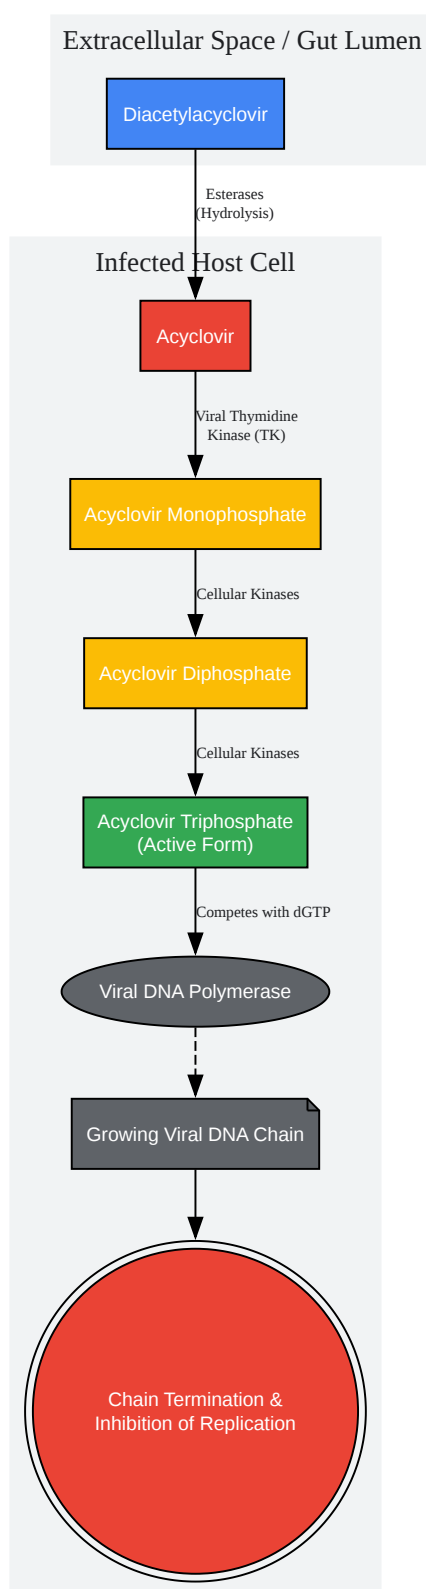 Extracellular Space / Gut Lumen
Diacetylacyclovir
Esterases
(Hydrolysis)
Infected Host Cell
Acyclovir
Viral Thymidine
Kinase (TK)
Acyclovir Monophosphate
Cellular Kinases
Acyclovir Diphosphate
Cellular Kinases
Acyclovir Triphosphate
(Active Form)
Competes with dGTP
Viral DNA Polymerase
Growing Viral DNA Chain
Chain Termination &
Inhibition of Replication